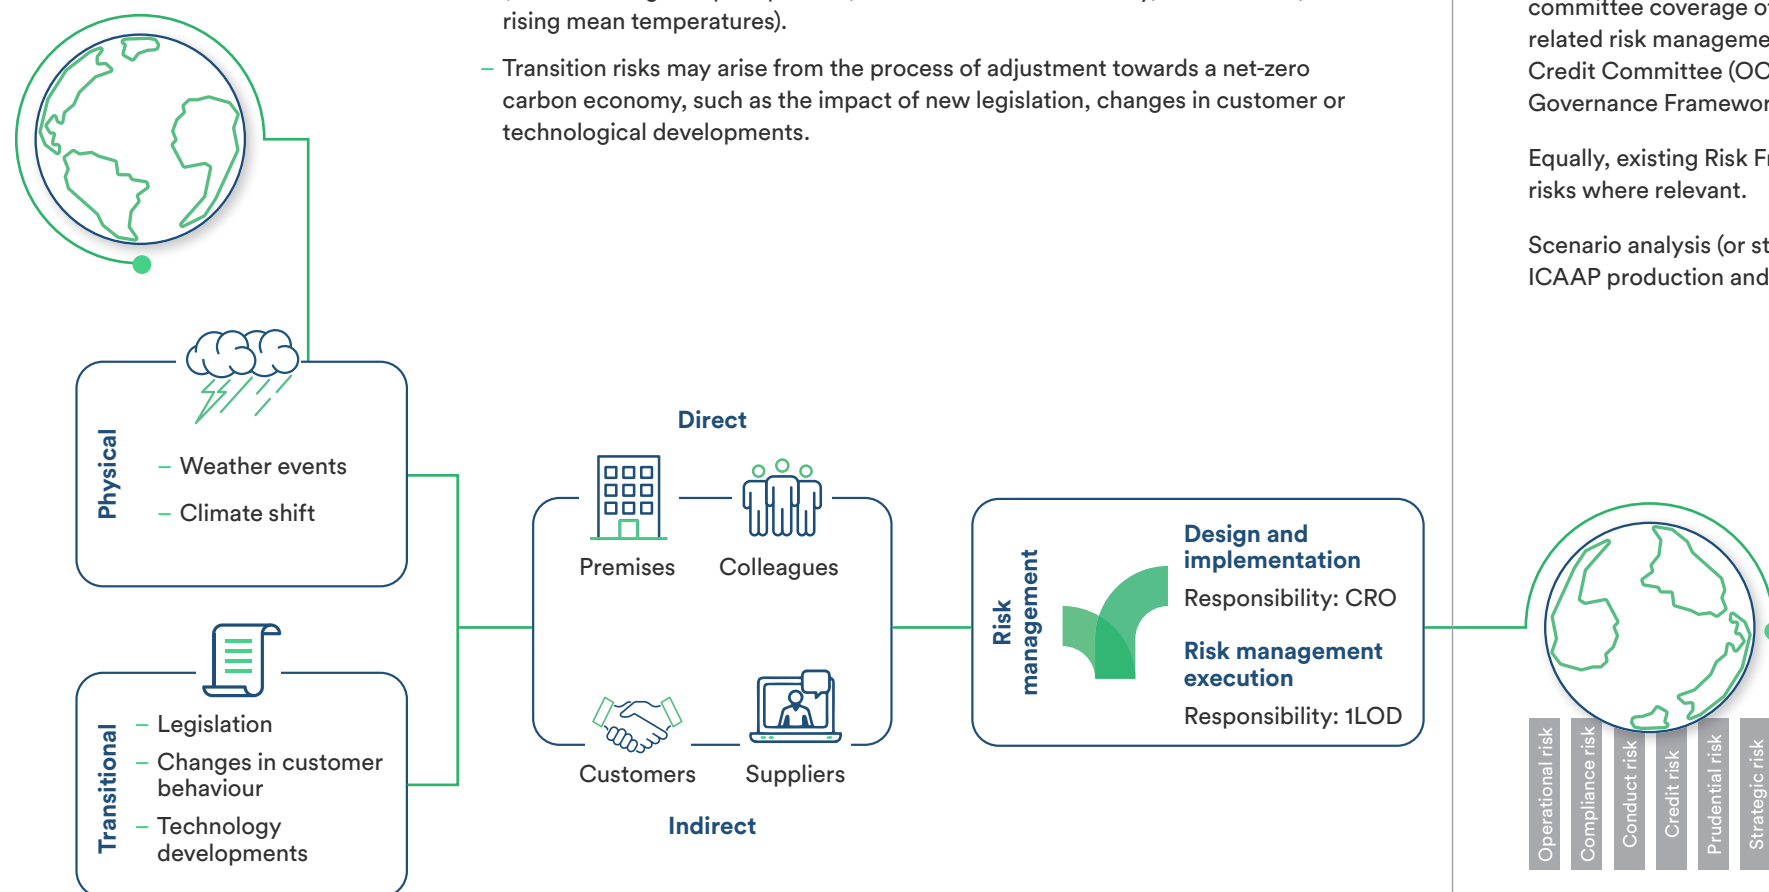 rising mean temperatures).
– Transition risks may arise from the process of adjustment towards a net-zero
carbon economy, such as the impact of new legislation, changes in customer or
technological developments.
committee coverage of
related risk manageme
Credit Committee (OC
Governance Framewor
Equally, existing Risk Fr
risks where relevant.
Scenario analysis (or st
ICAAP production and
Physical
– Weather events
– Climate shift
Transitional
– Legislation
– Changes in customer
behaviour
– Technology
developments
Direct
Premises
Colleagues
Customers
Suppliers
Indirect
Risk
management
Design and
implementation
Responsibility: CRO
Risk management
execution
Responsibility: 1LOD
Operational risk
Compliance risk
Conduct risk
Credit risk
Prudential risk
Strategic risk